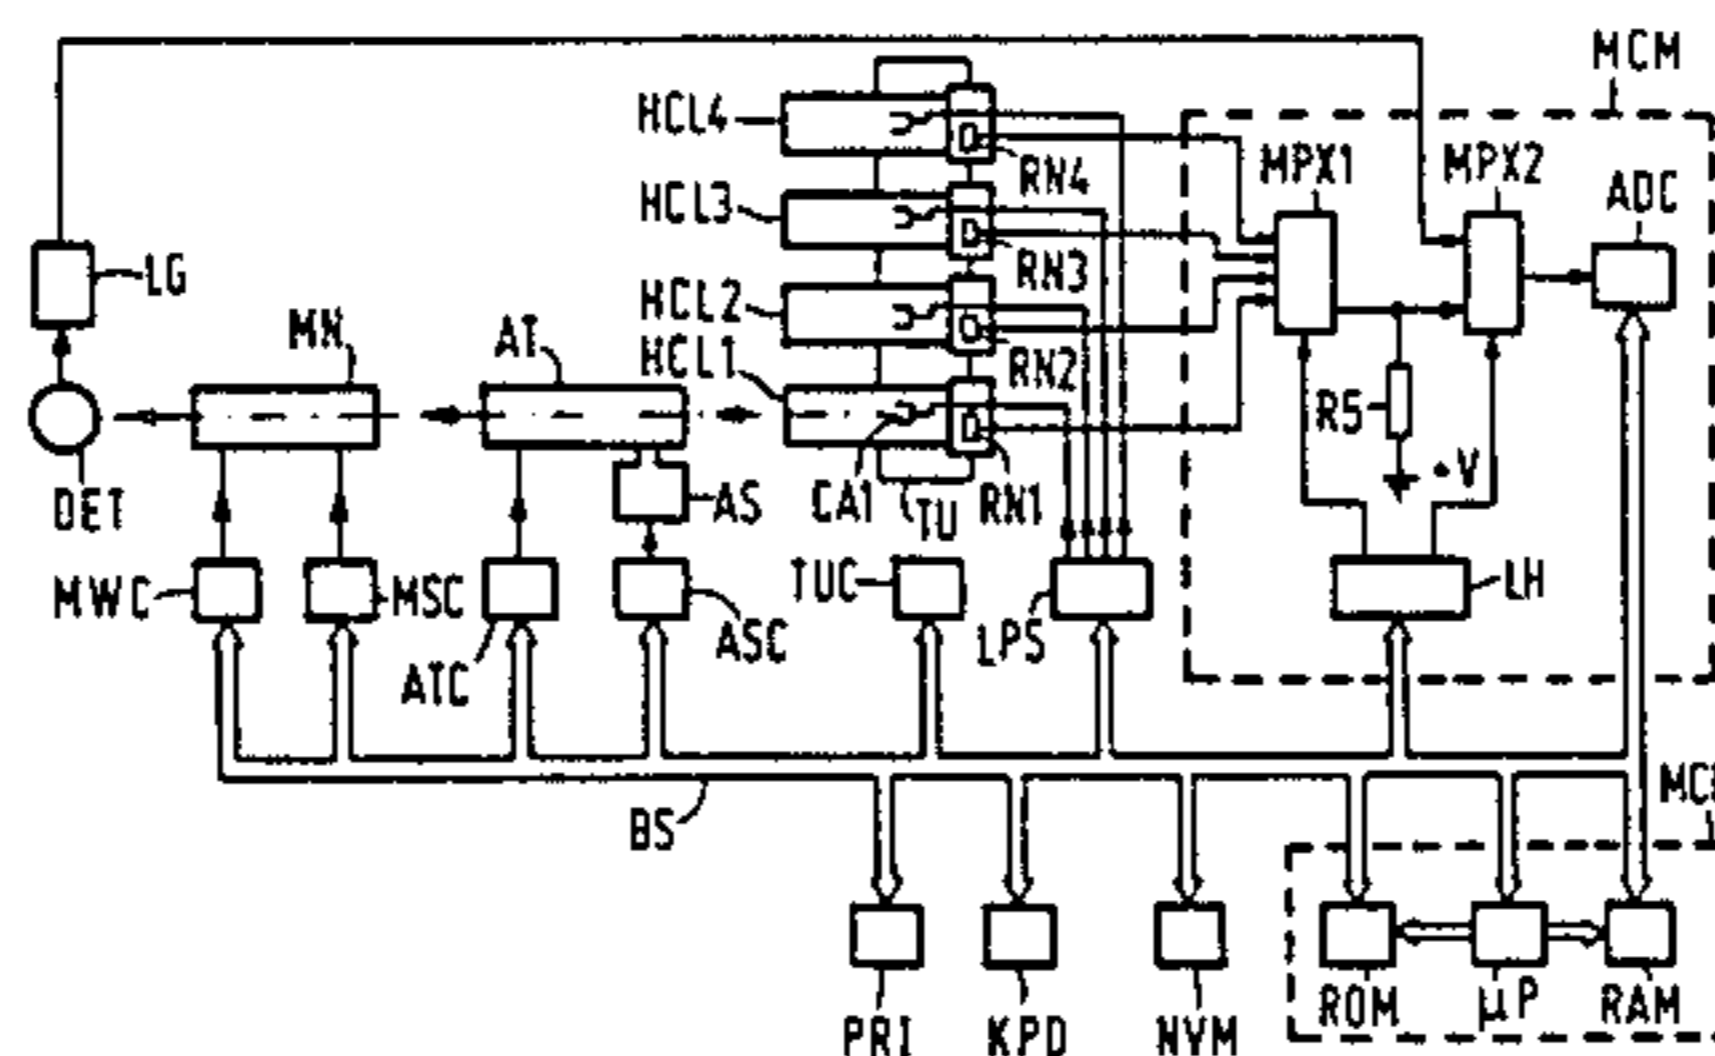 MCM
HCL4
MPX1
MPX2
ADC
RN4
HCL3
LG
RN3
HCL2
MN
AT
HCL1
RN2
R5
+V
DET
AS
CA1
TU
RN1
MWC
MSC
TUC
LPS
LH
ATC
ASC
BS
ROM
µP
RAM
PRI
KPD
NVM